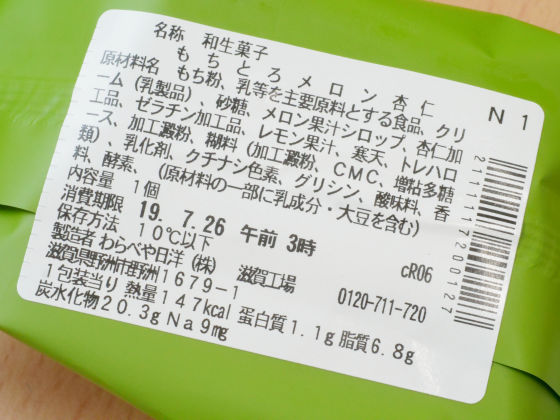 名称　和生菓子
N 1
もちとろメロン杏仁
原材料名　もち粉、乳等を主要原料とする食品、クリ
ーム（乳製品）、砂糖、メロン果汁シロップ、杏仁加
工品、ゼラチン加工品、レモン果汁、寒天、トレハロ
ース、加工澱粉、糊料（加工澱粉、CMC、増粘多糖
類）、乳化剤、クチナシ色素、グリシン、酸味料、香
料、酵素、（原材料の一部に乳成分・大豆を含む）
内容量　1個
消費期限　19. 7.26　午前 3時
保存方法　10℃以下
cR06
製造者 わらべや日洋（株）　滋賀工場
滋賀県野洲市野洲1679-1
0120-711-720
1包装当り 熱量147kcal 蛋白質1.1g 脂質6.8g
炭水化物20.3g Na9mg